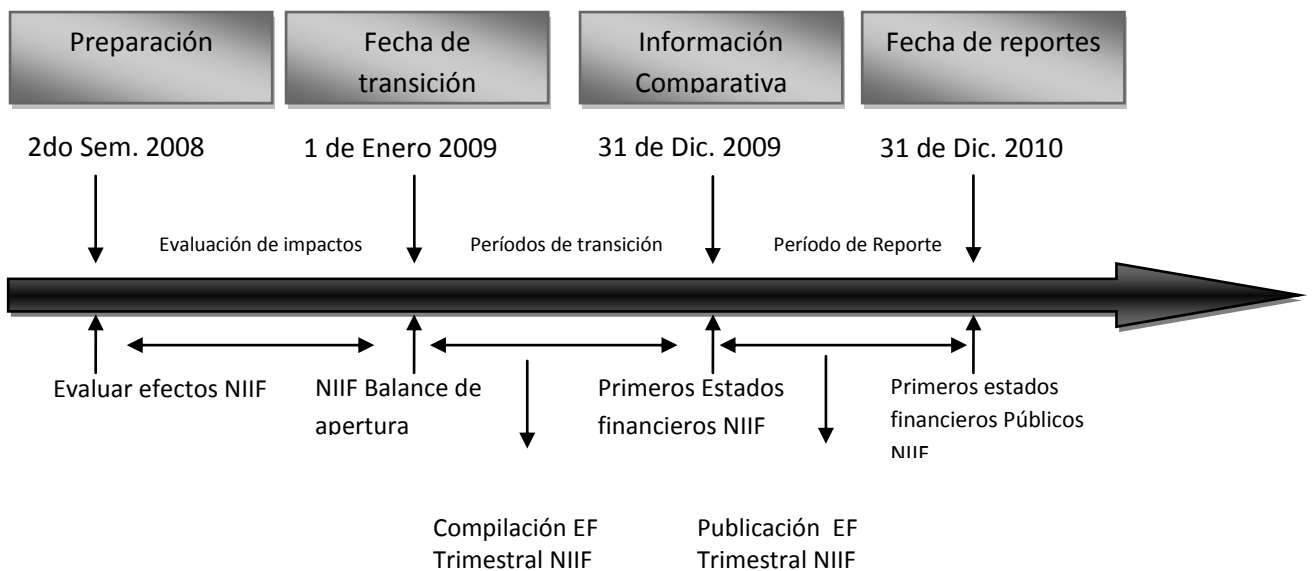 Preparación
Fecha de
transición
Información
Comparativa
Fecha de reportes
2do Sem. 2008
1 de Enero 2009
31 de Dic. 2009
31 de Dic. 2010
Evaluación de impactos
Períodos de transición
Período de Reporte
Evaluar efectos NIIF
NIIF Balance de
apertura
Primeros Estados
financieros NIIF
Primeros estados
financieros Públicos
NIIF
Compilación EF
Trimestral NIIF
Publicación EF
Trimestral NIIF